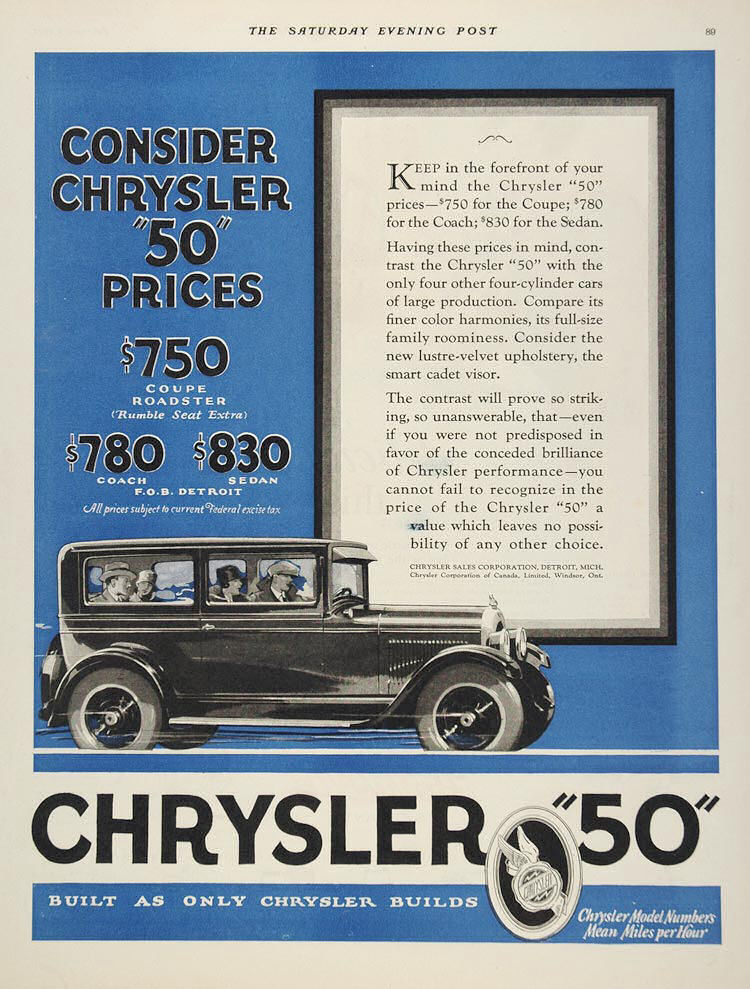 THE SATURDAY EVENING POST
89
CONSIDER
CHRYSLER
"50"
PRICES
$750
COUPE
ROADSTER
(Rumble Seat Extra)
$780 $830
COACH SEDAN
F.O.B. DETROIT
All prices subject to current Federal excise tax
KEEP in the forefront of your
mind the Chrysler "50"
prices—$750 for the Coupe; $780
for the Coach; $830 for the Sedan.
Having these prices in mind, con-
trast the Chrysler "50" with the
only four other four-cylinder cars
of large production. Compare its
finer color harmonies, its full-size
family roominess. Consider the
new lustre-velvet upholstery, the
smart cadet visor.
The contrast will prove so strik-
ing, so unanswerable, that—even
if you were not predisposed in
favor of the conceded brilliance
of Chrysler performance—you
cannot fail to recognize in the
price of the Chrysler "50" a
value which leaves no possi-
bility of any other choice.
CHRYSLER SALES CORPORATION, DETROIT, MICH.
Chrysler Corporation of Canada, Limited, Windsor, Ont.
CHRYSLER "50"
CHRYSLER
BUILT AS ONLY CHRYSLER BUILDS
Chrysler Model Numbers
Mean Miles per Hour